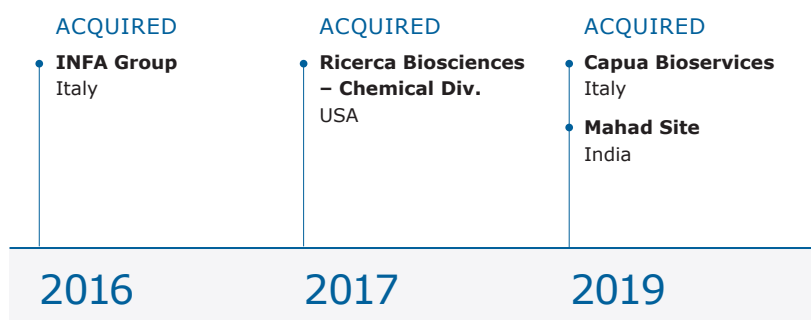 ACQUIRED
INFA Group
Italy
2016
ACQUIRED
Ricerca Biosciences
– Chemical Div.
USA
2017
ACQUIRED
Capua Bioservices
Italy
Mahad Site
India
2019